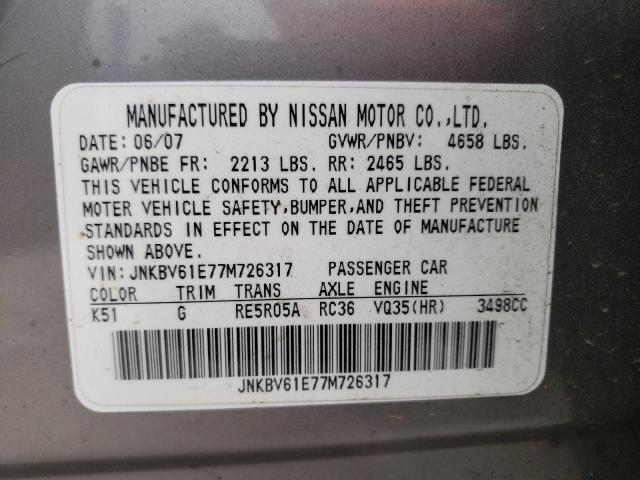 MANUFACTURED BY NISSAN MOTOR CO.,LTD.
DATE: 06/07 GVWR/PNBV: 4658 LBS.
GAWR/PNBE FR: 2213 LBS. RR: 2465 LBS.
THIS VEHICLE CONFORMS TO ALL APPLICABLE FEDERAL
MOTER VEHICLE SAFETY,BUMPER,AND THEFT PREVENTION
STANDARDS IN EFFECT ON THE DATE OF MANUFACTURE
SHOWN ABOVE.
VIN: JNKBV61E77M726317 PASSENGER CAR
COLOR TRIM TRANS AXLE ENGINE
K51 G RE5R05A RC36 VQ35(HR) 3498CC
JNKBV61E77M726317